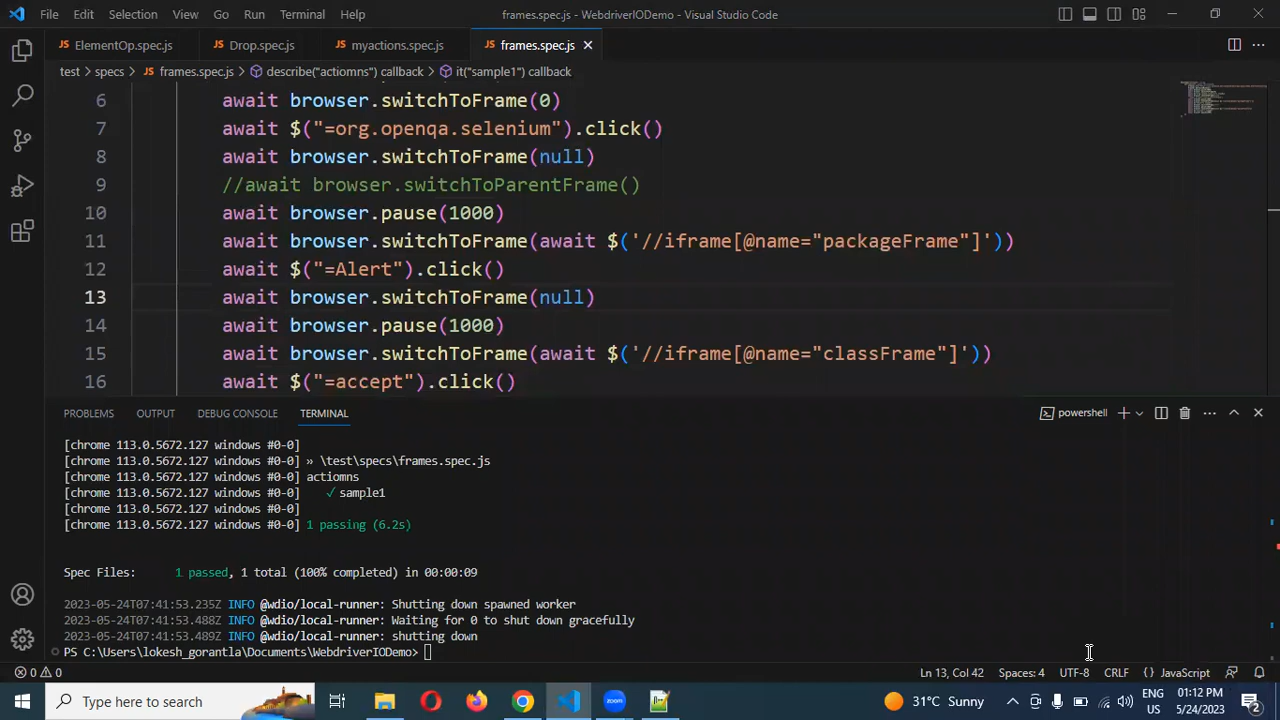 File Edit Selection View Go Run Terminal Help
frames.spec.js - WebdriverIODemo - Visual Studio Code
JS ElementOp.spec.js JS Drop.spec.js JS myactions.spec.js JS frames.spec.js
test > specs > JS frames.spec.js > describe("actiomns") callback > it("sample1") callback
6 await browser.switchToFrame(0)
7 await $("=org.openqa.selenium").click()
8 await browser.switchToFrame(null)
9 //await browser.switchToParentFrame()
10 await browser.pause(1000)
11 await browser.switchToFrame(await $('//iframe[@name="packageFrame"]'))
12 await $("=Alert").click()
13 await browser.switchToFrame(null)
14 await browser.pause(1000)
15 await browser.switchToFrame(await $('//iframe[@name="classFrame"]'))
16 await $("=accept").click()
PROBLEMS OUTPUT DEBUG CONSOLE TERMINAL powershell
[chrome 113.0.5672.127 windows #0-0]
[chrome 113.0.5672.127 windows #0-0] » \test\specs\frames.spec.js
[chrome 113.0.5672.127 windows #0-0] actiomns
[chrome 113.0.5672.127 windows #0-0] ✓ sample1
[chrome 113.0.5672.127 windows #0-0]
[chrome 113.0.5672.127 windows #0-0] 1 passing (6.2s)
Spec Files: 1 passed, 1 total (100% completed) in 00:00:09
2023-05-24T07:41:53.235Z INFO @wdio/local-runner: Shutting down spawned worker
2023-05-24T07:41:53.488Z INFO @wdio/local-runner: Waiting for 0 to shut down gracefully
2023-05-24T07:41:53.489Z INFO @wdio/local-runner: shutting down
PS C:\Users\lokesh_gorantla\Documents\WebdriverIODemo>
0 0 Ln 13, Col 42 Spaces: 4 UTF-8 CRLF {} JavaScript
Type here to search zoom 31°C Sunny ENG 01:12 PM
US 5/24/2023 2